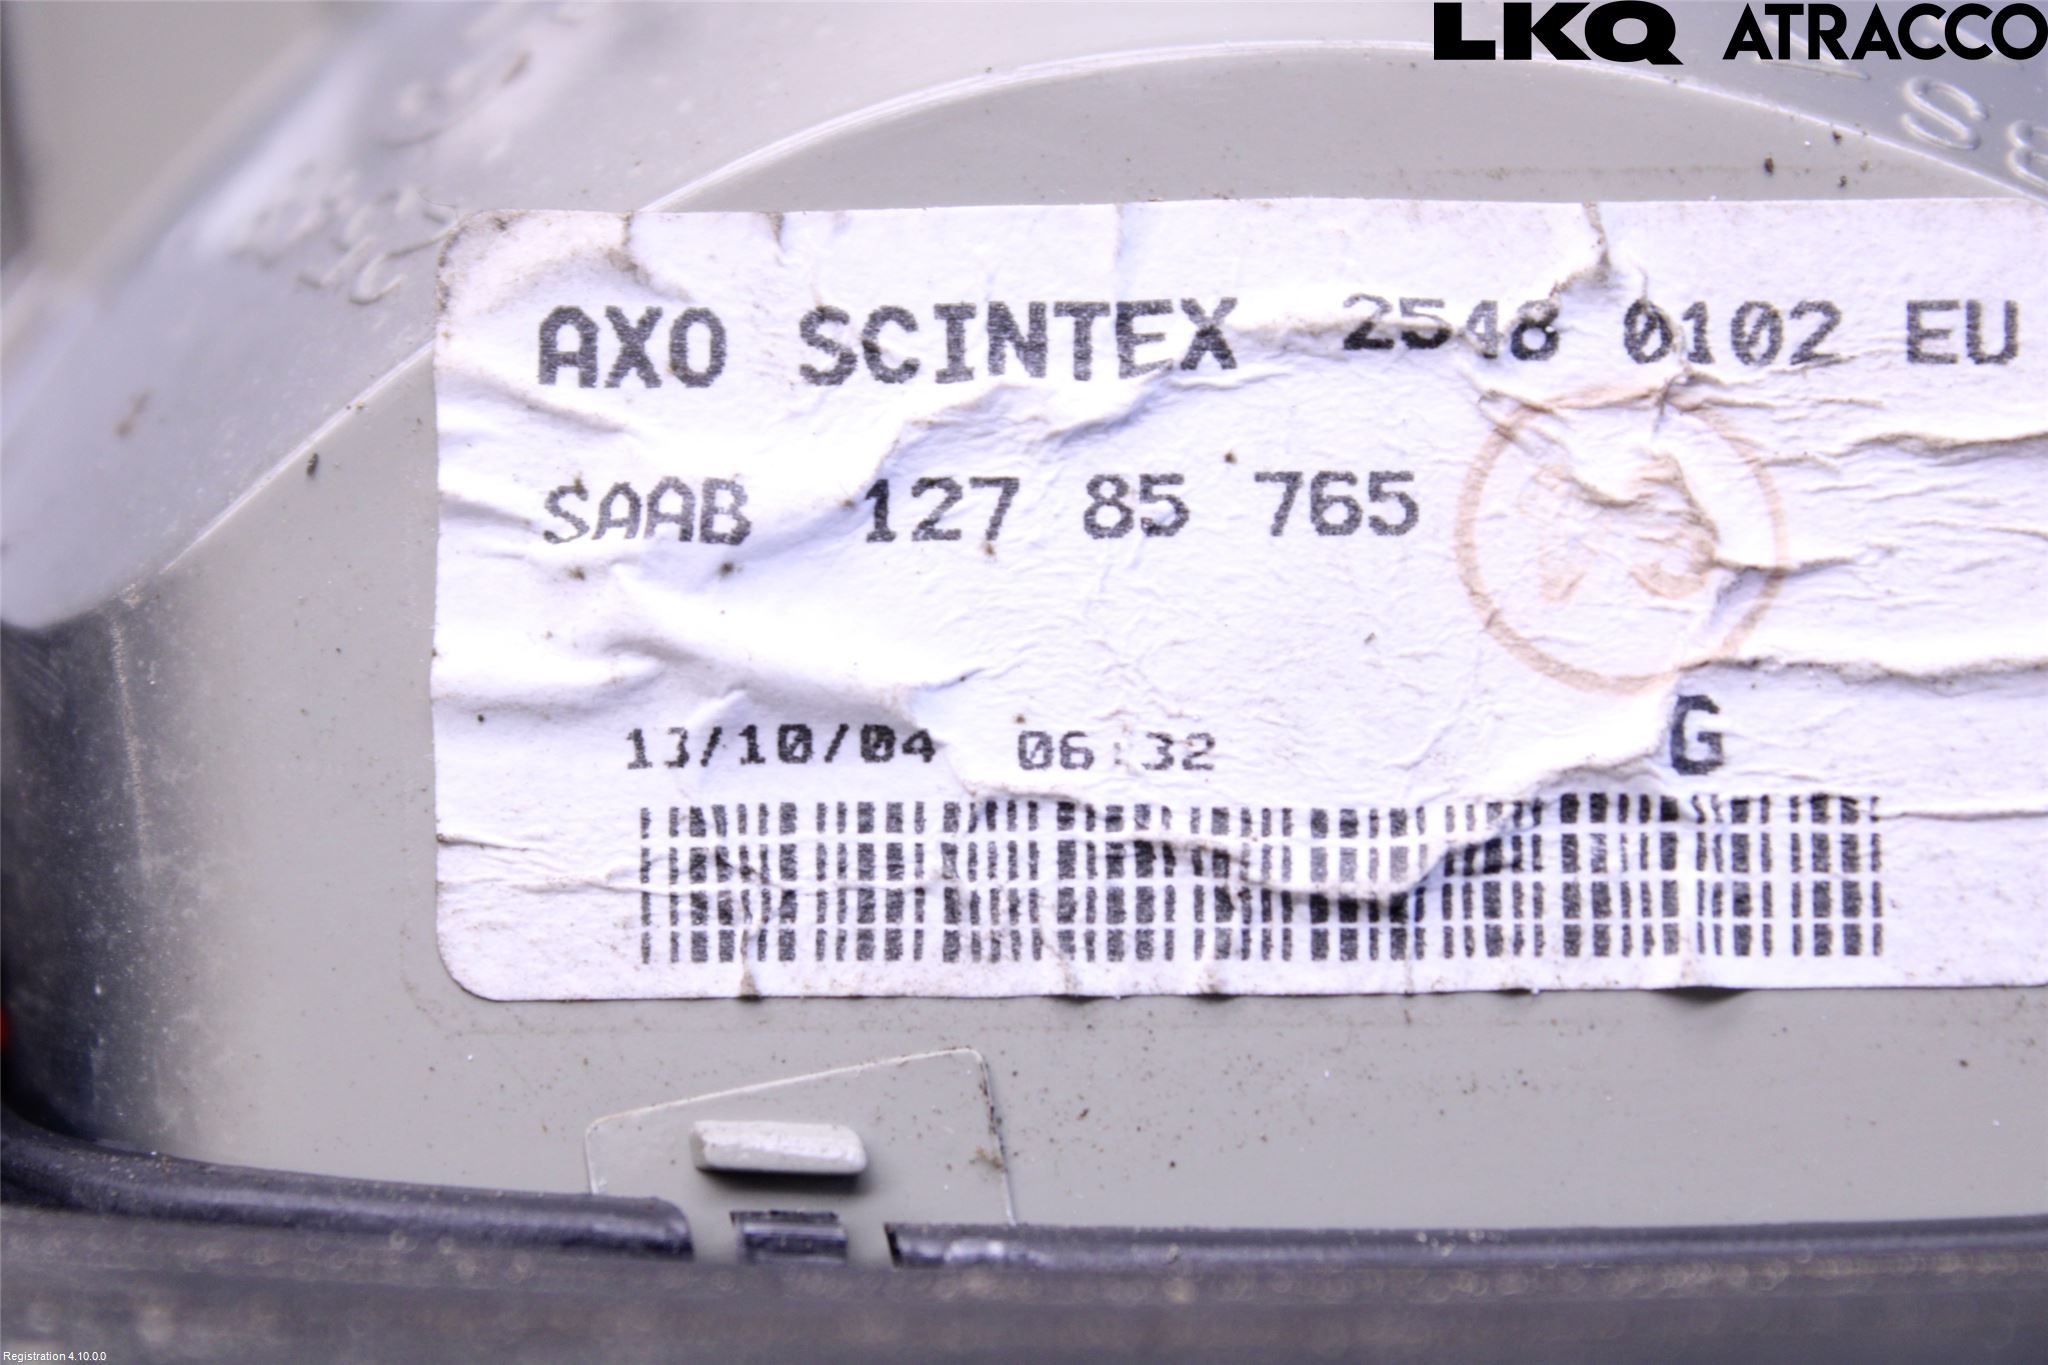 LKQ ATRACCO
AXO SCINTEX 2548 0102 EU
SAAB 127 85 765
13/10/04 06:32
G
Registration 4.10.0.0